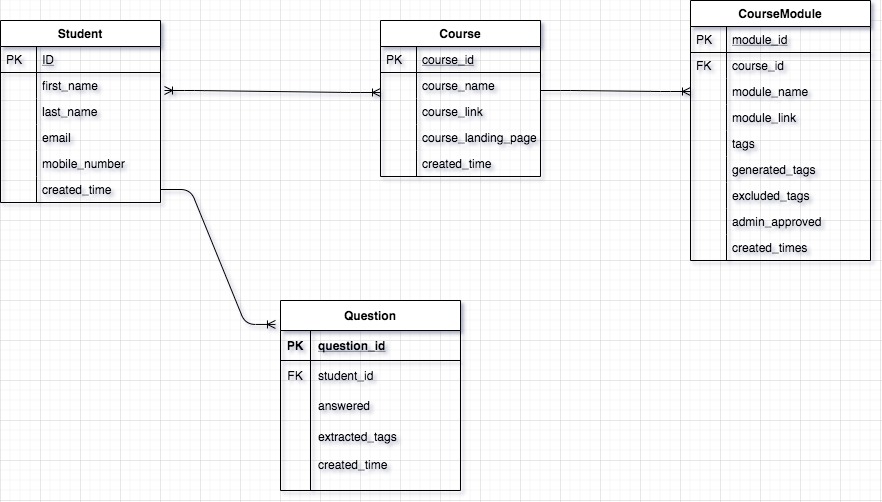 Student
PK ID
first_name
last_name
email
mobile_number
created_time
Course
PK course_id
course_name
course_link
course_landing_page
created_time
CourseModule
PK module_id
FK course_id
module_name
module_link
tags
generated_tags
excluded_tags
admin_approved
created_times
Question
PK question_id
FK student_id
answered
extracted_tags
created_time